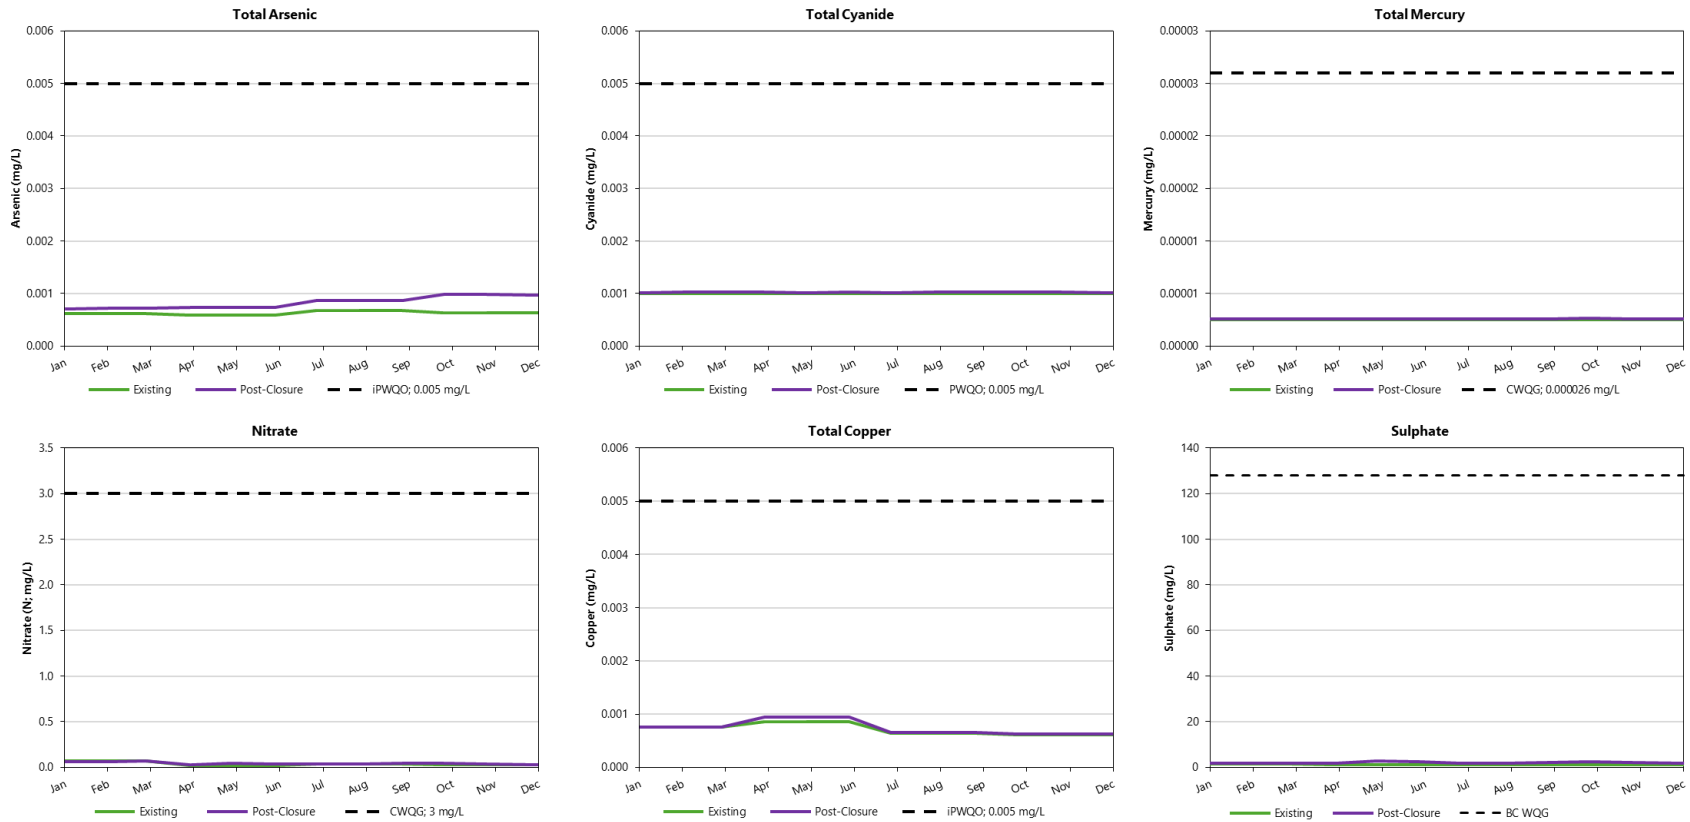 Total Arsenic
0.006
0.005
0.004
0.003
0.002
0.001
0.000
Arsenic (mg/L)
Jan Feb Mar Apr May Jun Jul Aug Sep Oct Nov Dec
Existing Post-Closure iPWQO; 0.005 mg/L
Total Cyanide
0.006
0.005
0.004
0.003
0.002
0.001
0.000
Cyanide (mg/L)
Jan Feb Mar Apr May Jun Jul Aug Sep Oct Nov Dec
Existing Post-Closure PWQO; 0.005 mg/L
Total Mercury
0.00003
0.00003
0.00002
0.00002
0.00001
0.00001
0.00000
Mercury (mg/L)
Jan Feb Mar Apr May Jun Jul Aug Sep Oct Nov Dec
Existing Post-Closure CWQG; 0.000026 mg/L
Nitrate
3.5
3.0
2.5
2.0
1.5
1.0
0.5
0.0
Nitrate (N; mg/L)
Jan Feb Mar Apr May Jun Jul Aug Sep Oct Nov Dec
Existing Post-Closure CWQG; 3 mg/L
Total Copper
0.006
0.005
0.004
0.003
0.002
0.001
0.000
Copper (mg/L)
Jan Feb Mar Apr May Jun Jul Aug Sep Oct Nov Dec
Existing Post-Closure iPWQO; 0.005 mg/L
Sulphate
140
120
100
80
60
40
20
0
Sulphate (mg/L)
Jan Feb Mar Apr May Jun Jul Aug Sep Oct Nov Dec
Existing Post-Closure BC WQG